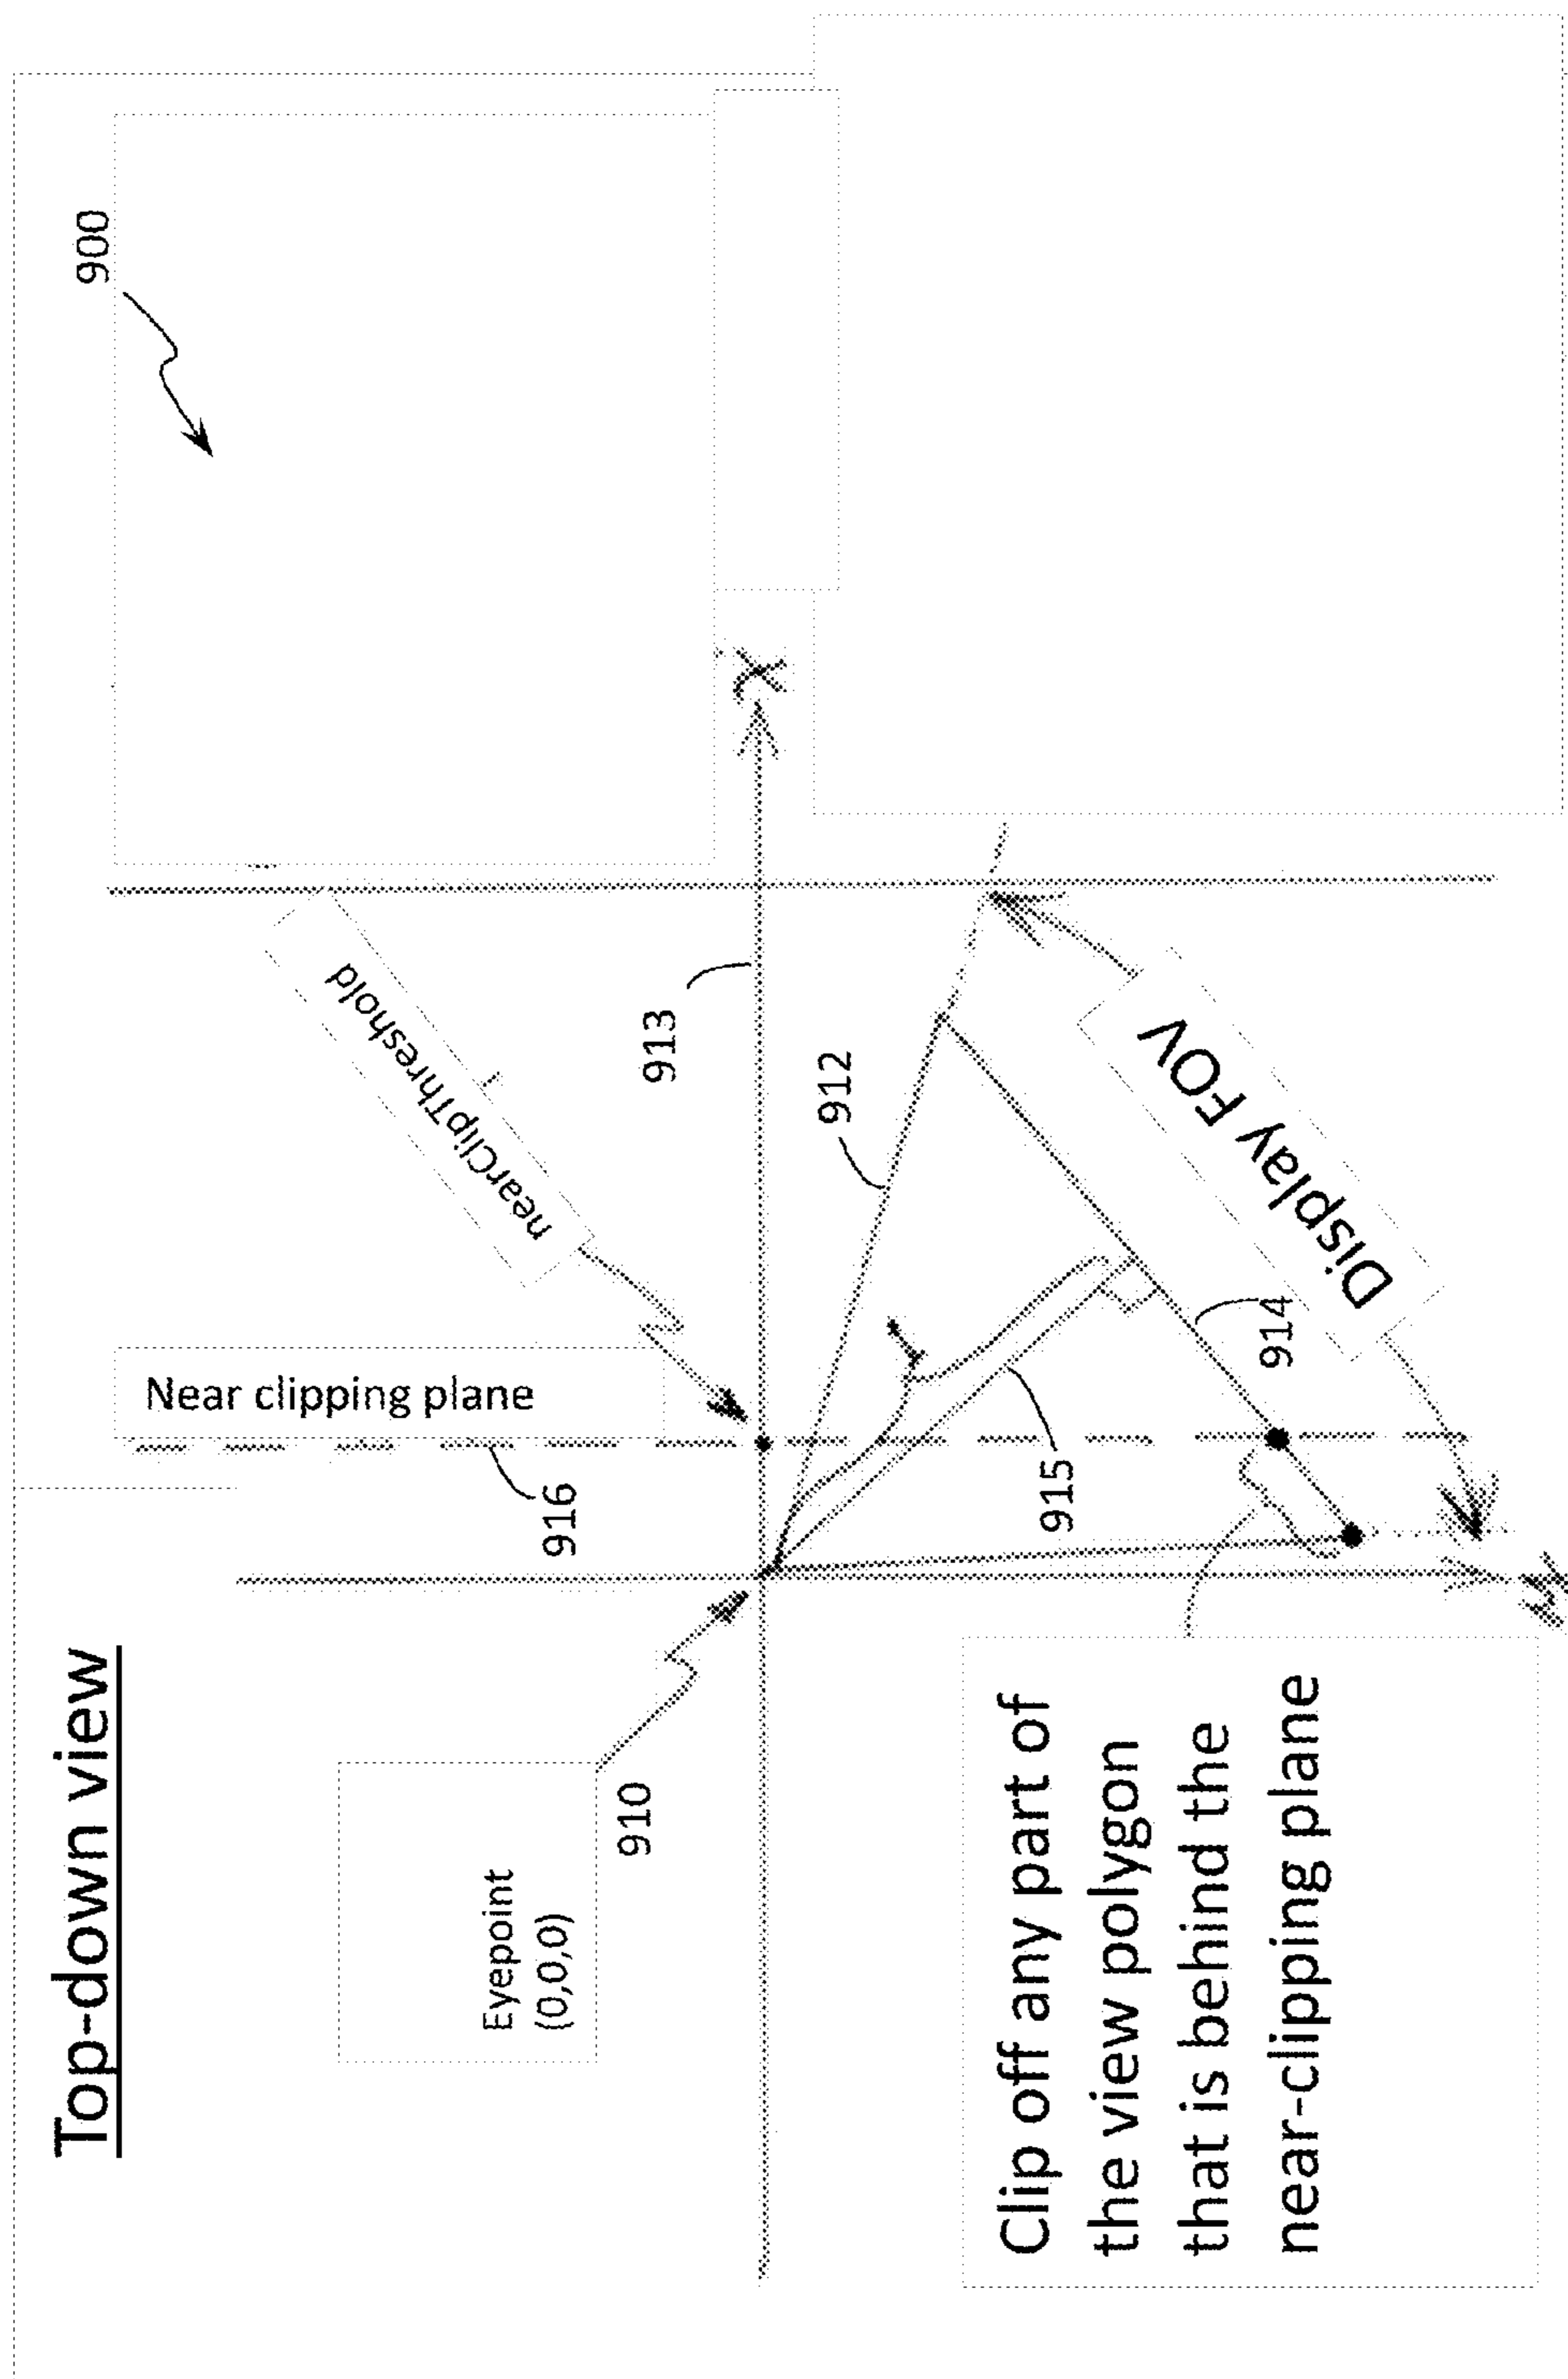 Top-down view
900
Near clipping plane
nearClipThreshold
Eyepoint
(0,0,0)
916
910
913
X
912
r
915
914
Display FOV
Clip off any part of
the view polygon
that is behind the
near-clipping plane
y